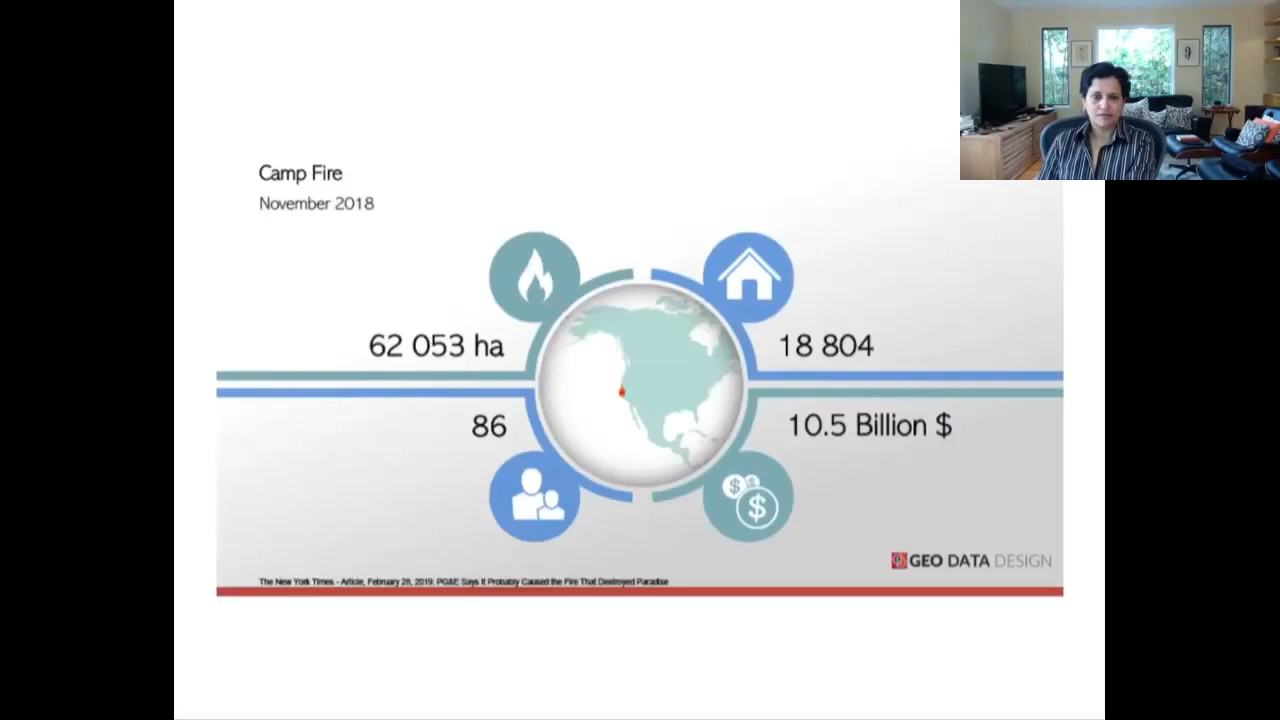 Camp Fire
November 2018
62 053 ha
18 804
86
10.5 Billion $
GEO DATA DESIGN
The New York Times - Article, February 28, 2019: PG&E Says It Probably Caused the Fire That Destroyed Paradise